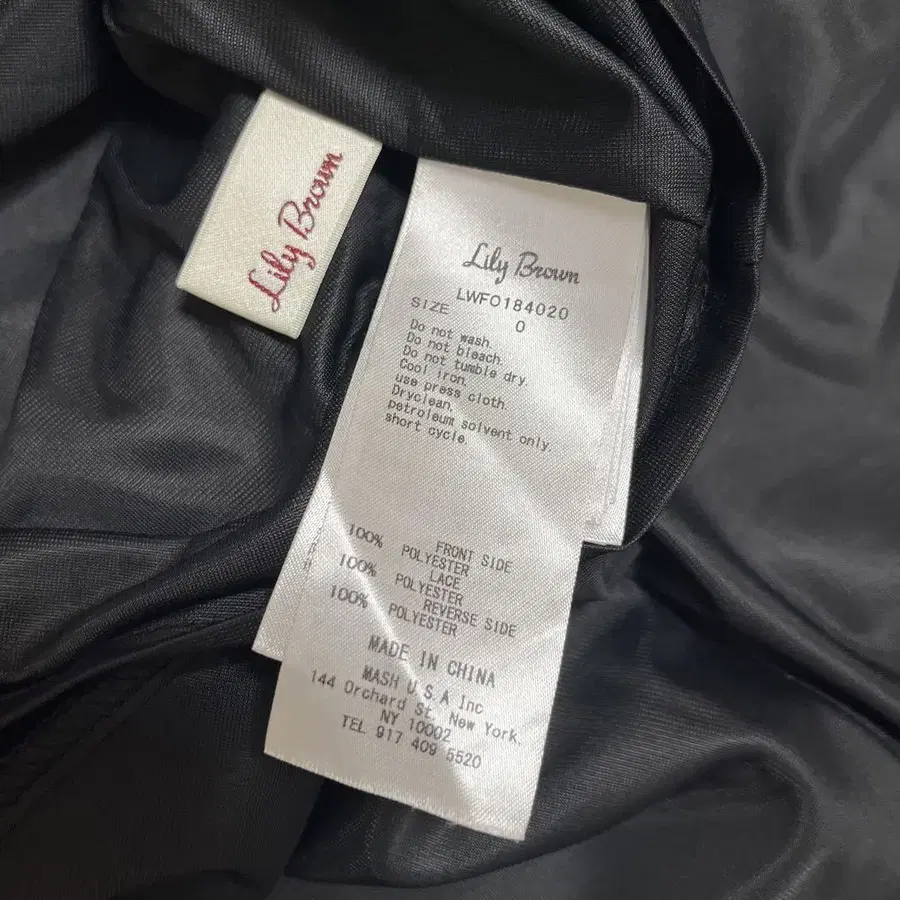 Lily Brown
Lily Brown
LWFO184020
SIZE 0
Do not wash.
Do not bleach.
Do not tumble dry.
Cool iron.
use press cloth.
Dryclean.
petroleum solvent only.
short cycle.
FRONT SIDE
100% POLYESTER
LACE
100% POLYESTER
REVERSE SIDE
100% POLYESTER
MADE IN CHINA
MASH U.S.A Inc
144 Orchard St. New York.
NY 10002
TEL 917 409 5520